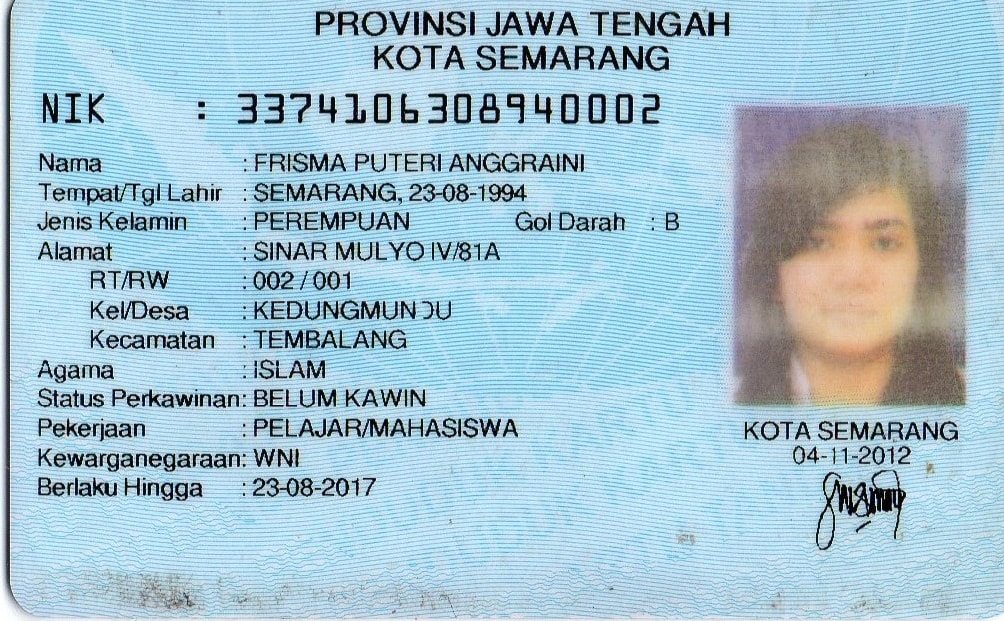 PROVINSI JAWA TENGAH
KOTA SEMARANG
NIK : 3374106308940002
Nama : FRISMA PUTERI ANGGRAINI
Tempat/Tgl Lahir : SEMARANG, 23-08-1994
Jenis Kelamin : PEREMPUAN Gol Darah : B
Alamat : SINAR MULYO IV/81A
RT/RW : 002 / 001
Kel/Desa : KEDUNGMUNDU
Kecamatan : TEMBALANG
Agama : ISLAM
Status Perkawinan: BELUM KAWIN
Pekerjaan : PELAJAR/MAHASISWA
Kewarganegaraan: WNI
Berlaku Hingga : 23-08-2017
KOTA SEMARANG
04-11-2012